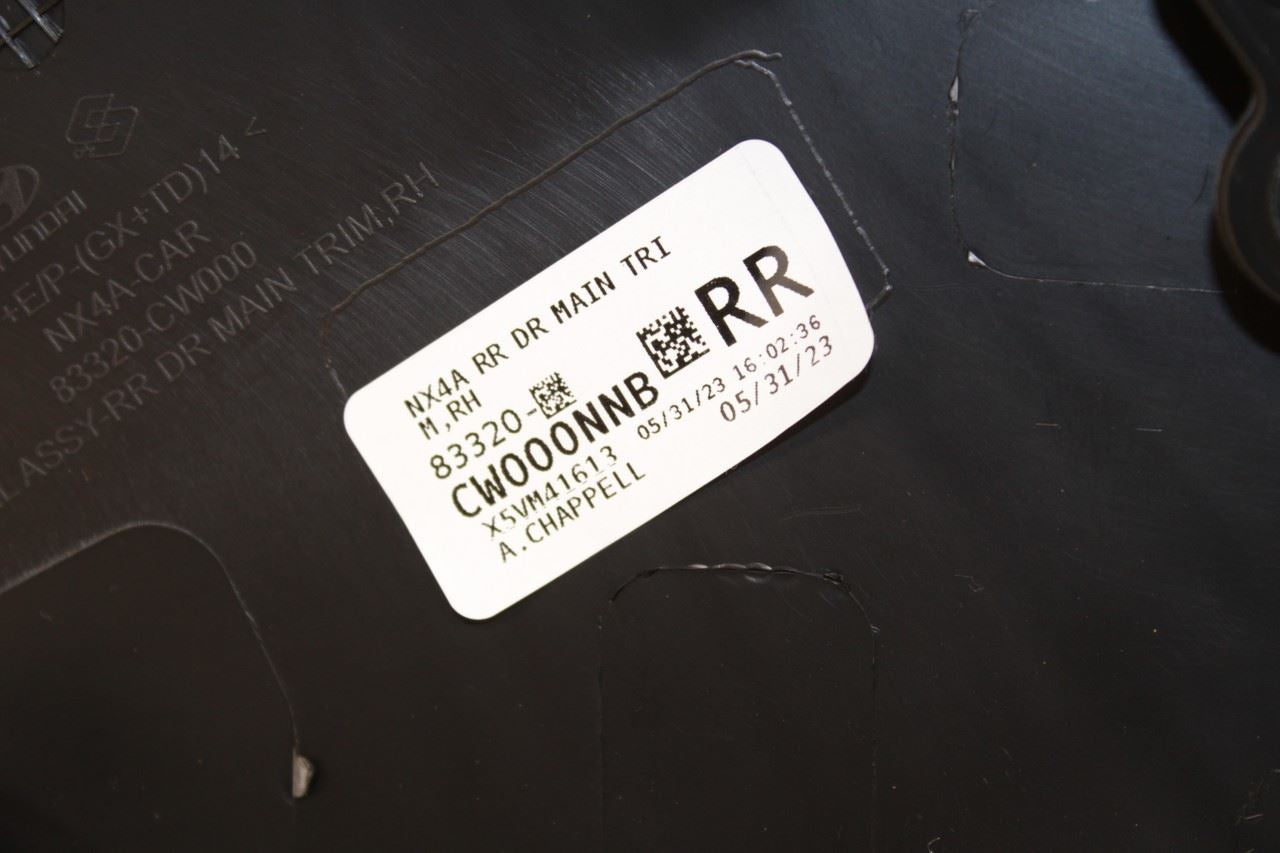 +E/P-(GX+TD)14 <
NX4A-CAR
83320-CW000
ASSY-RR DR MAIN TRIM,RH
NX4A RR DR MAIN TRI
M,RH
83320-
CW000NNB
RR
05/31/23 16:02:36
05/31/23
X5VM41613
A.CHAPPELL